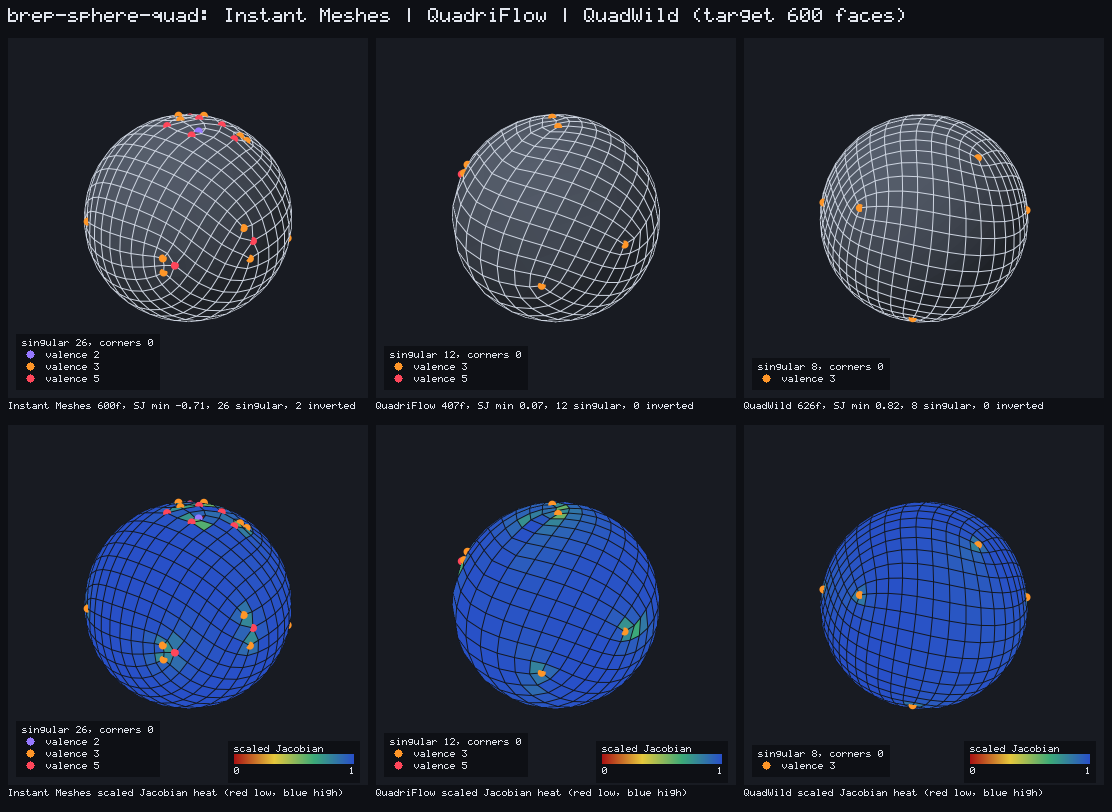 brep-sphere-quad: Instant Meshes | QuadriFlow | QuadWild (target 600 faces)
singular 26, corners 0
valence 2
valence 3
valence 5
singular 12, corners 0
valence 3
valence 5
singular 8, corners 0
valence 3
Instant Meshes 600f, SJ min -0.71, 26 singular, 2 inverted
QuadriFlow 407f, SJ min 0.07, 12 singular, 0 inverted
QuadWild 626f, SJ min 0.82, 8 singular, 0 inverted
singular 26, corners 0
valence 2
valence 3
valence 5
scaled Jacobian
0 1
singular 12, corners 0
valence 3
valence 5
scaled Jacobian
0 1
singular 8, corners 0
valence 3
scaled Jacobian
0 1
Instant Meshes scaled Jacobian heat (red low, blue high)
QuadriFlow scaled Jacobian heat (red low, blue high)
QuadWild scaled Jacobian heat (red low, blue high)